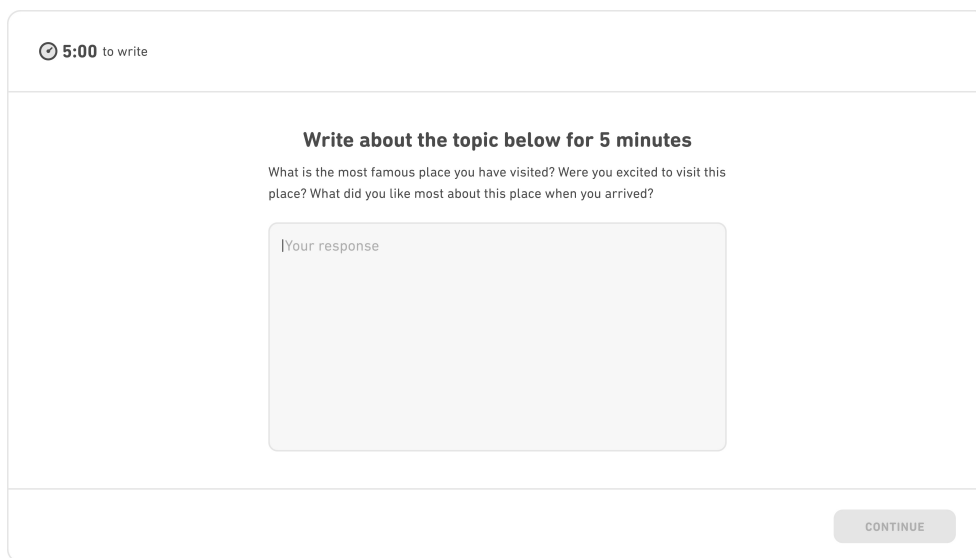 5:00 to write
Write about the topic below for 5 minutes
What is the most famous place you have visited? Were you excited to visit this
place? What did you like most about this place when you arrived?
Your response
CONTINUE